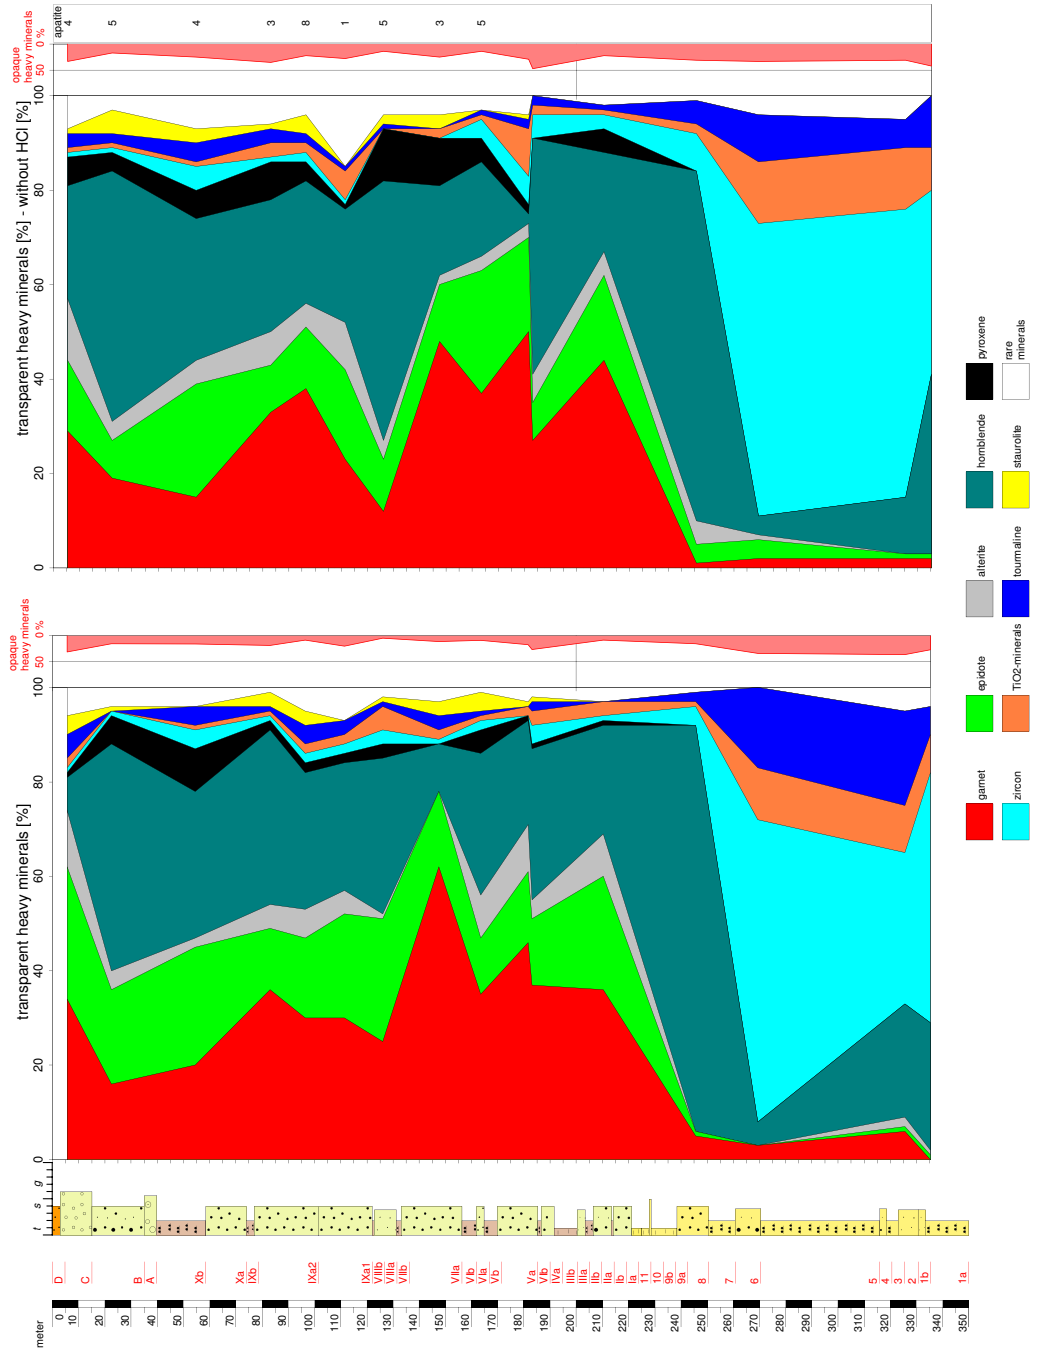 apatite
4
5
4
3
8
1
5
3
5
opaque
heavy minerals
0 %
50
transparent heavy minerals [%] - without HCl [%]
100
80
60
40
20
0
opaque
heavy minerals
0 %
50
transparent heavy minerals [%]
100
80
60
40
20
0
pyroxene
rare
minerals
hornblende
staurolite
alterite
tourmaline
epidote
TiO2-minerals
garnet
zircon
g
s
t
D
C
B
A
Xb
Xa
IXb
IXa2
IXa1
VIIIb
VIIIa
VIIb
VIIa
VIb
VIa
Vb
Va
IVb
IVa
IIIb
IIIa
IIb
IIa
Ib
Ia
11
10
9b
9a
8
7
6
5
4
3
2
1b
1a
meter
0
10
20
30
40
50
60
70
80
90
100
110
120
130
140
150
160
170
180
190
200
210
220
230
240
250
260
270
280
290
300
310
320
330
340
350